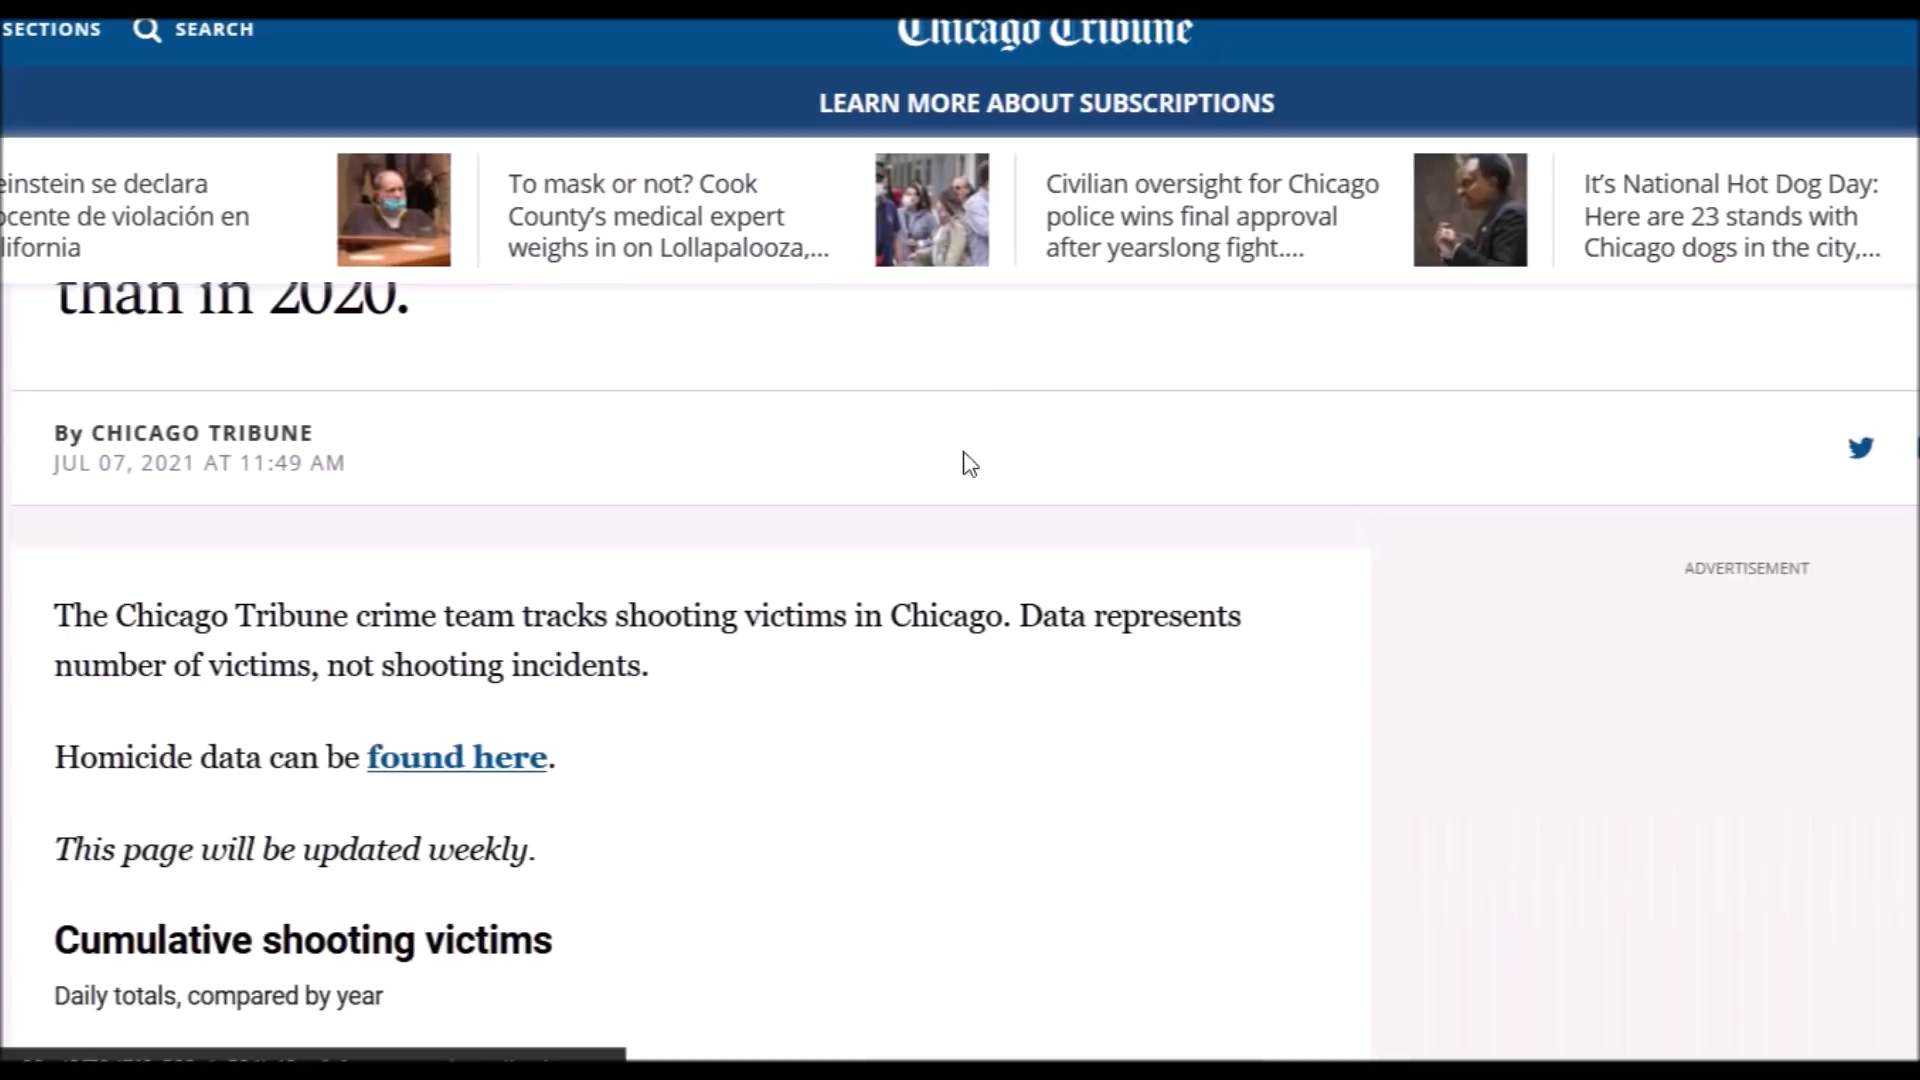 SECTIONS
SEARCH
Chicago Tribune
LEARN MORE ABOUT SUBSCRIPTIONS
einstein se declara
ocente de violación en
lifornia
To mask or not? Cook
County’s medical expert
weighs in on Lollapalooza,...
Civilian oversight for Chicago
police wins final approval
after yearslong fight....
It’s National Hot Dog Day:
Here are 23 stands with
Chicago dogs in the city,...
than in 2020.
By CHICAGO TRIBUNE
JUL 07, 2021 AT 11:49 AM
ADVERTISEMENT
The Chicago Tribune crime team tracks shooting victims in Chicago. Data represents
number of victims, not shooting incidents.
Homicide data can be found here.
This page will be updated weekly.
Cumulative shooting victims
Daily totals, compared by year